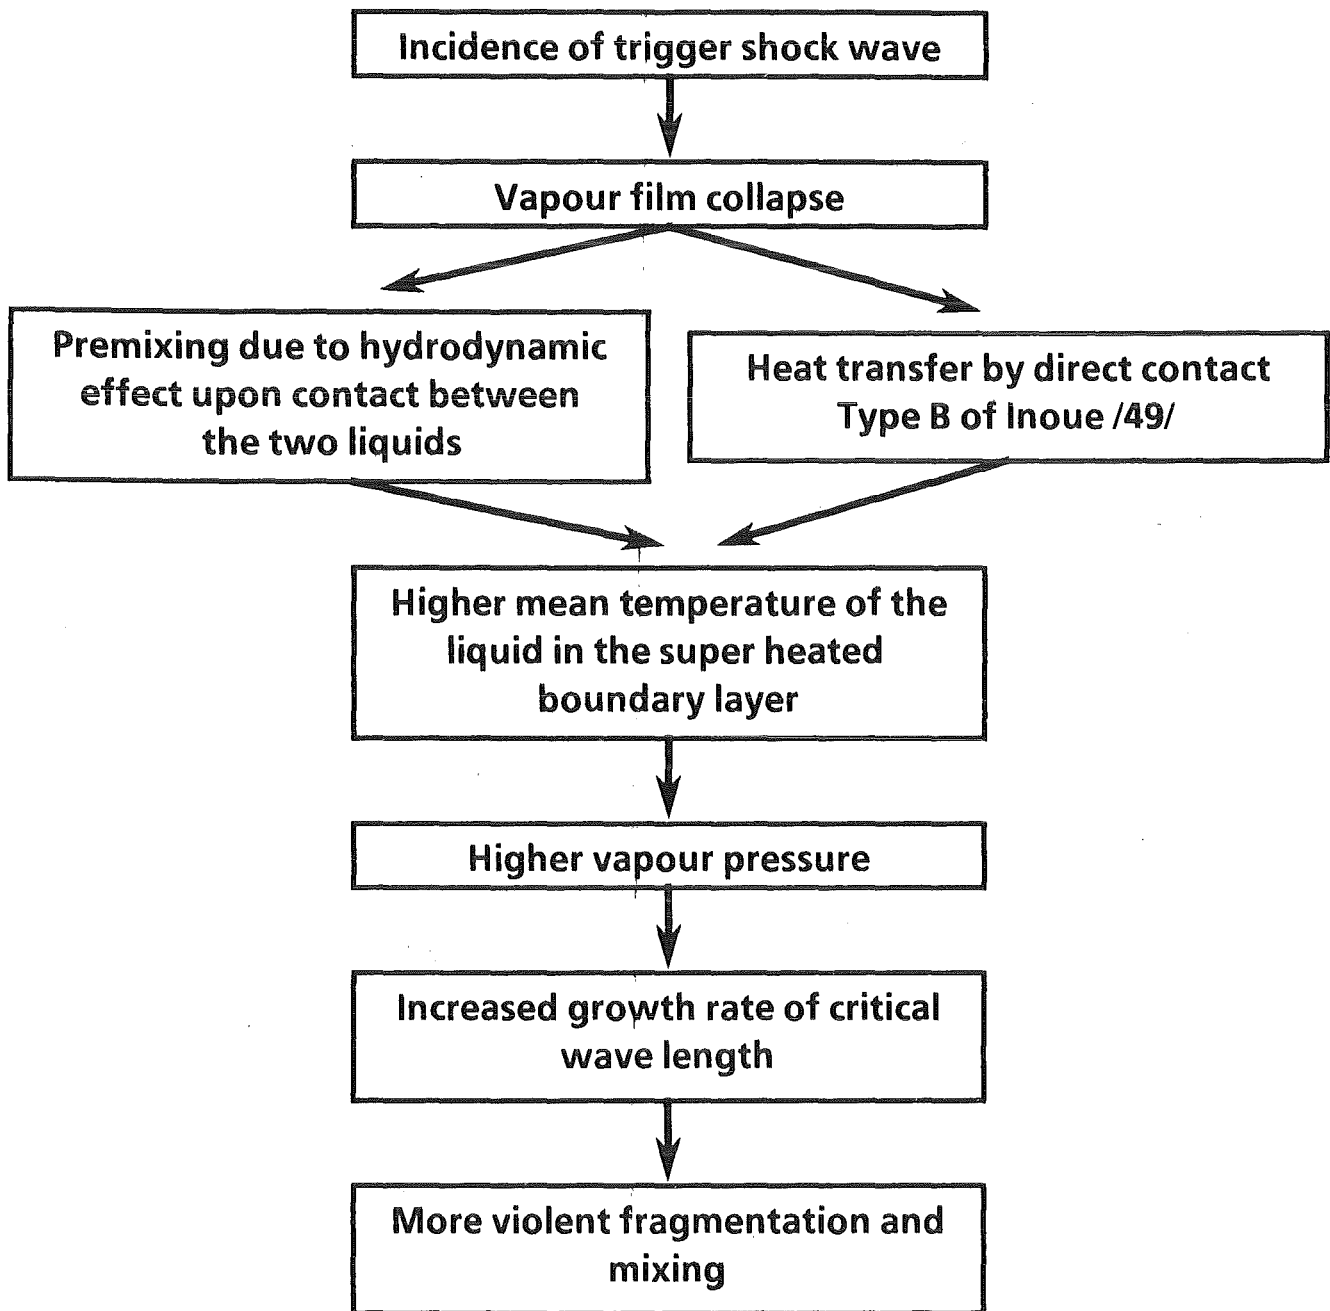 Incidence of trigger shock wave
Vapour film collapse
Premixing due to hydrodynamic
effect upon contact between
the two liquids
Heat transfer by direct contact
Type B of Inoue /49/
Higher mean temperature of the
liquid in the super heated
boundary layer
Higher vapour pressure
Increased growth rate of critical
wave length
More violent fragmentation and
mixing